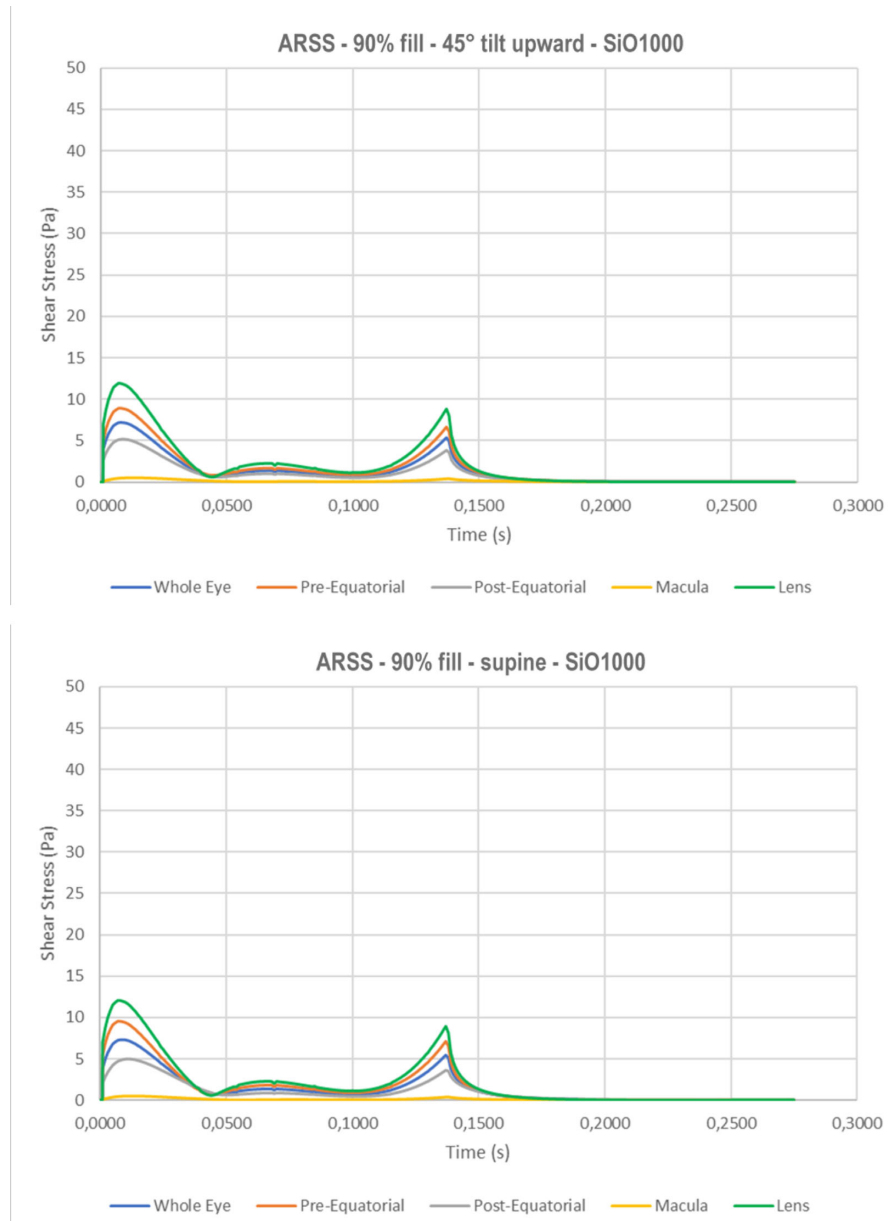 ARSS - 90% fill - 45° tilt upward - SiO1000
50
45
40
35
30
25
20
15
10
5
0
Shear Stress (Pa)
0,0000 0,0500 0,1000 0,1500 0,2000 0,2500 0,3000
Time (s)
Whole Eye Pre-Equatorial Post-Equatorial Macula Lens
ARSS - 90% fill - supine - SiO1000
50
45
40
35
30
25
20
15
10
5
0
Shear Stress (Pa)
0,0000 0,0500 0,1000 0,1500 0,2000 0,2500 0,3000
Time (s)
Whole Eye Pre-Equatorial Post-Equatorial Macula Lens